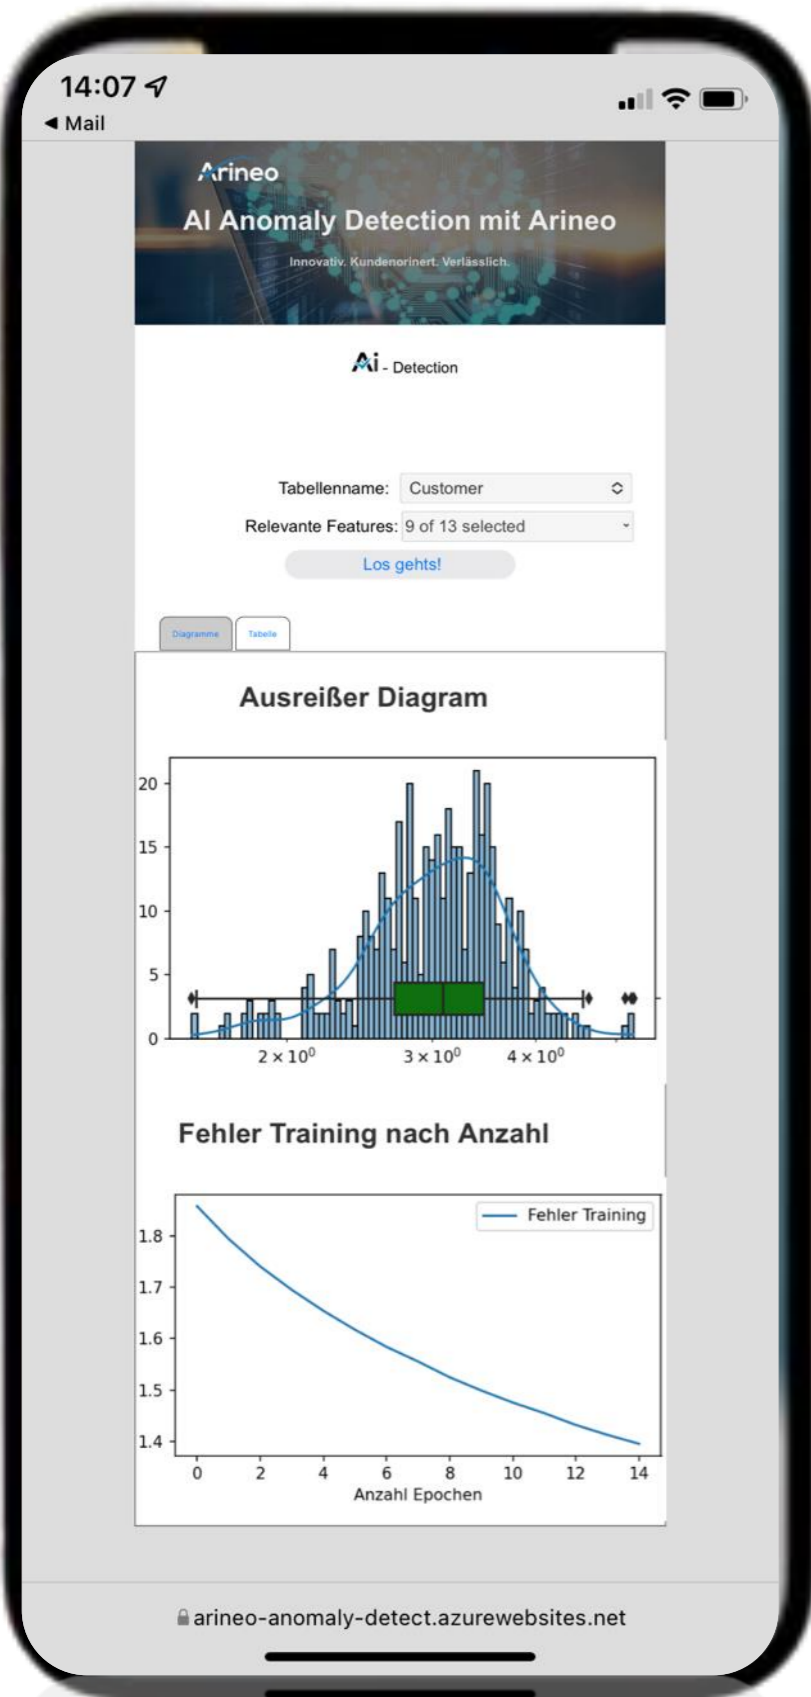 14:07
◀ Mail
Arineo
AI Anomaly Detection mit Arineo
Innovativ. Kundenorinert. Verlässlich.
Ai - Detection
Tabellenname: Customer
Relevante Features: 9 of 13 selected
Los gehts!
Diagramme Tabelle
Ausreißer Diagram
20
15
10
5
0
2 × 10⁰ 3 × 10⁰ 4 × 10⁰
Fehler Training nach Anzahl
Fehler Training
1.8
1.7
1.6
1.5
1.4
0 2 4 6 8 10 12 14
Anzahl Epochen
arineo-anomaly-detect.azurewebsites.net